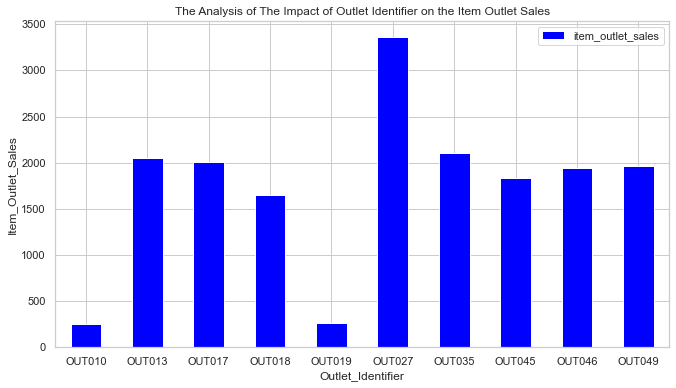 The Analysis of The Impact of Outlet Identifier on the Item Outlet Sales
item_outlet_sales
3500
3000
2500
2000
1500
1000
500
0
Item_Outlet_Sales
OUT010 OUT013 OUT017 OUT018 OUT019 OUT027 OUT035 OUT045 OUT046 OUT049
Outlet_Identifier